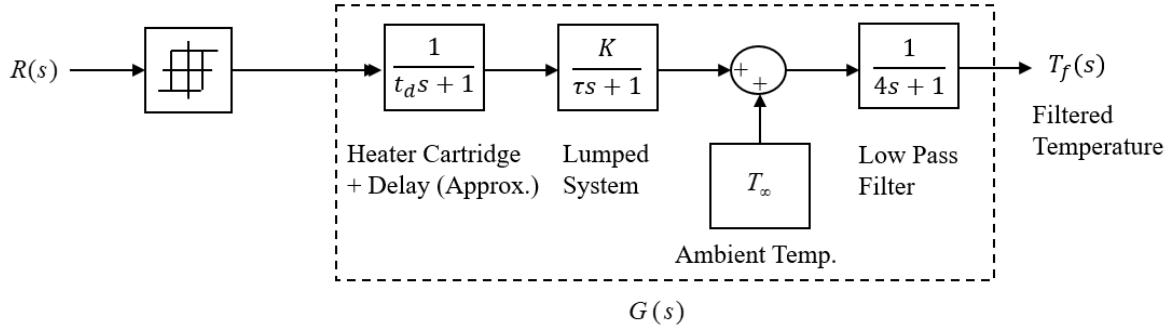 R(s)
1
t_d s + 1
K
τs + 1
+
+
1
4s + 1
T_f(s)
Filtered
Temperature
Heater Cartridge
+ Delay (Approx.)
Lumped
System
T_∞
Low Pass
Filter
Ambient Temp.
G(s)